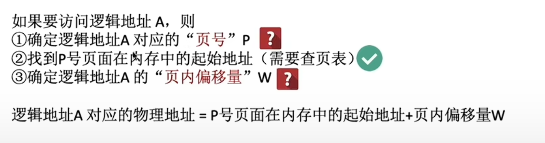 如果要访问逻辑地址 A，则
①确定逻辑地址A 对应的“页号”P ?
②找到P号页面在内存中的起始地址（需要查页表）
③确定逻辑地址A 的“页内偏移量”W ?
逻辑地址A 对应的物理地址 = P号页面在内存中的起始地址+页内偏移量W